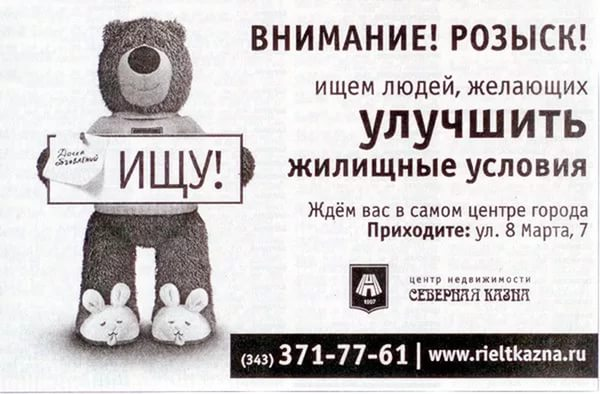 ВНИМАНИЕ! РОЗЫСК!
ищем людей, желающих
улучшить
жилищные условия
Ждём вас в самом центре города
Приходите: ул. 8 Марта, 7
Доска объявлений
ИЩУ!
1997
центр недвижимости
СЕВЕРНАЯ КАЗНА
(343) 371-77-61 | www.rieltkazna.ru